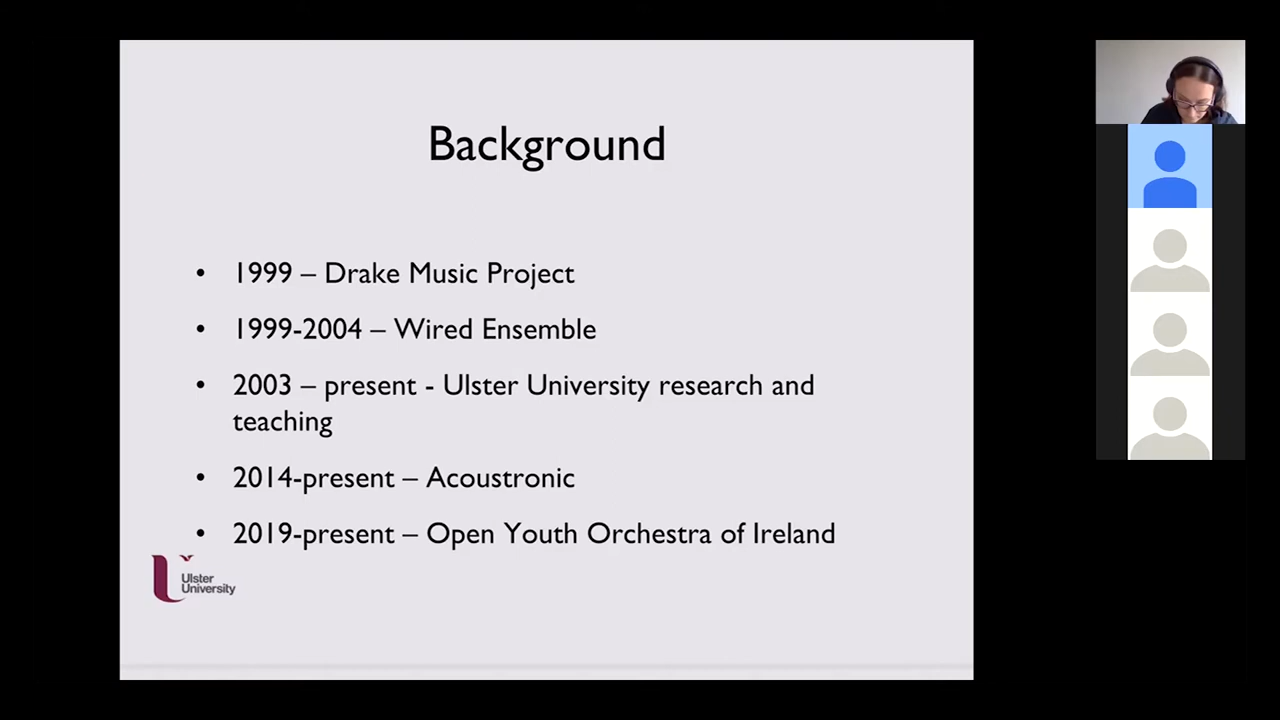 Background
• 1999 – Drake Music Project
• 1999-2004 – Wired Ensemble
• 2003 – present - Ulster University research and
teaching
• 2014-present – Acoustronic
• 2019-present – Open Youth Orchestra of Ireland
Ulster
University